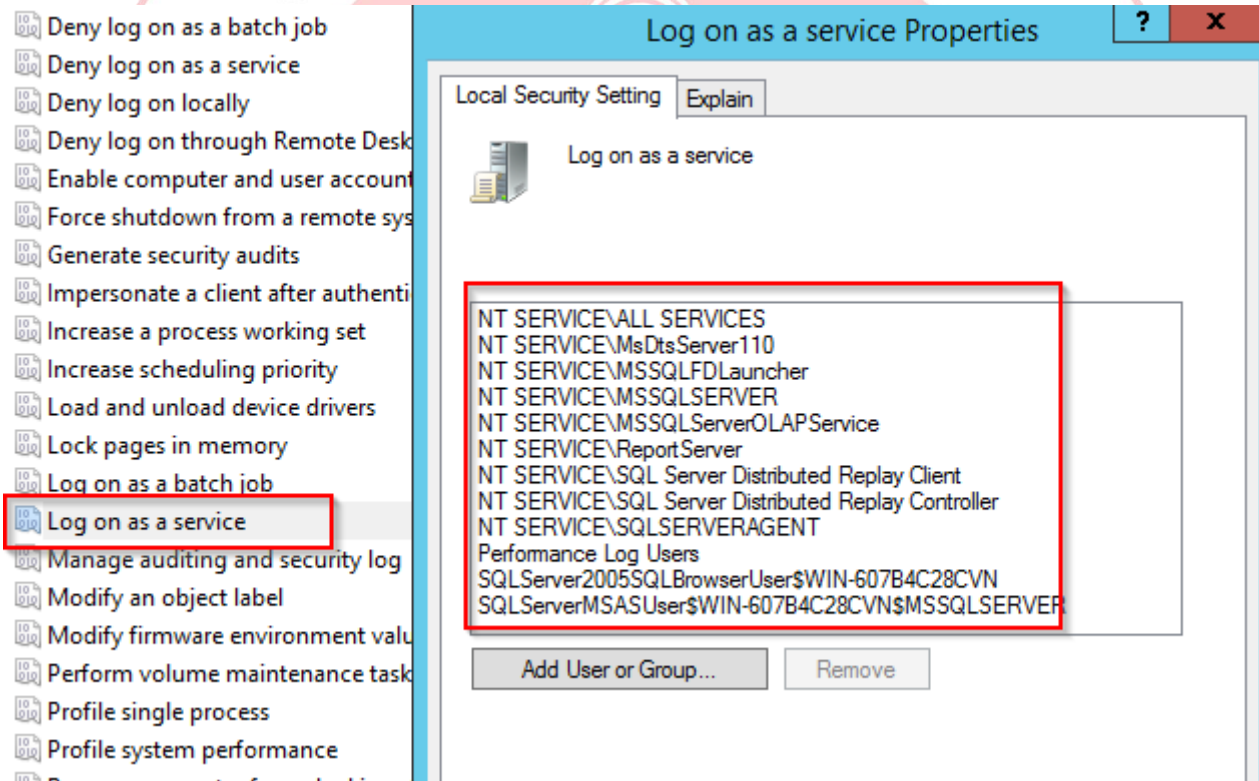 Deny log on as a batch job
Deny log on as a service
Deny log on locally
Deny log on through Remote Desk
Enable computer and user account
Force shutdown from a remote sys
Generate security audits
Impersonate a client after authenti
Increase a process working set
Increase scheduling priority
Load and unload device drivers
Lock pages in memory
Log on as a batch job
Log on as a service
Manage auditing and security log
Modify an object label
Modify firmware environment valu
Perform volume maintenance task
Profile single process
Profile system performance
Log on as a service Properties
? x
Local Security Setting Explain
Log on as a service
NT SERVICE\ALL SERVICES
NT SERVICE\MsDtsServer110
NT SERVICE\MSSQLFDLauncher
NT SERVICE\MSSQLSERVER
NT SERVICE\MSSQLServerOLAPService
NT SERVICE\ReportServer
NT SERVICE\SQL Server Distributed Replay Client
NT SERVICE\SQL Server Distributed Replay Controller
NT SERVICE\SQLSERVERAGENT
Performance Log Users
SQLServer2005SQLBrowserUser$WIN-607B4C28CVN
SQLServerMSASUser$WIN-607B4C28CVN$MSSQLSERVER
Add User or Group... Remove